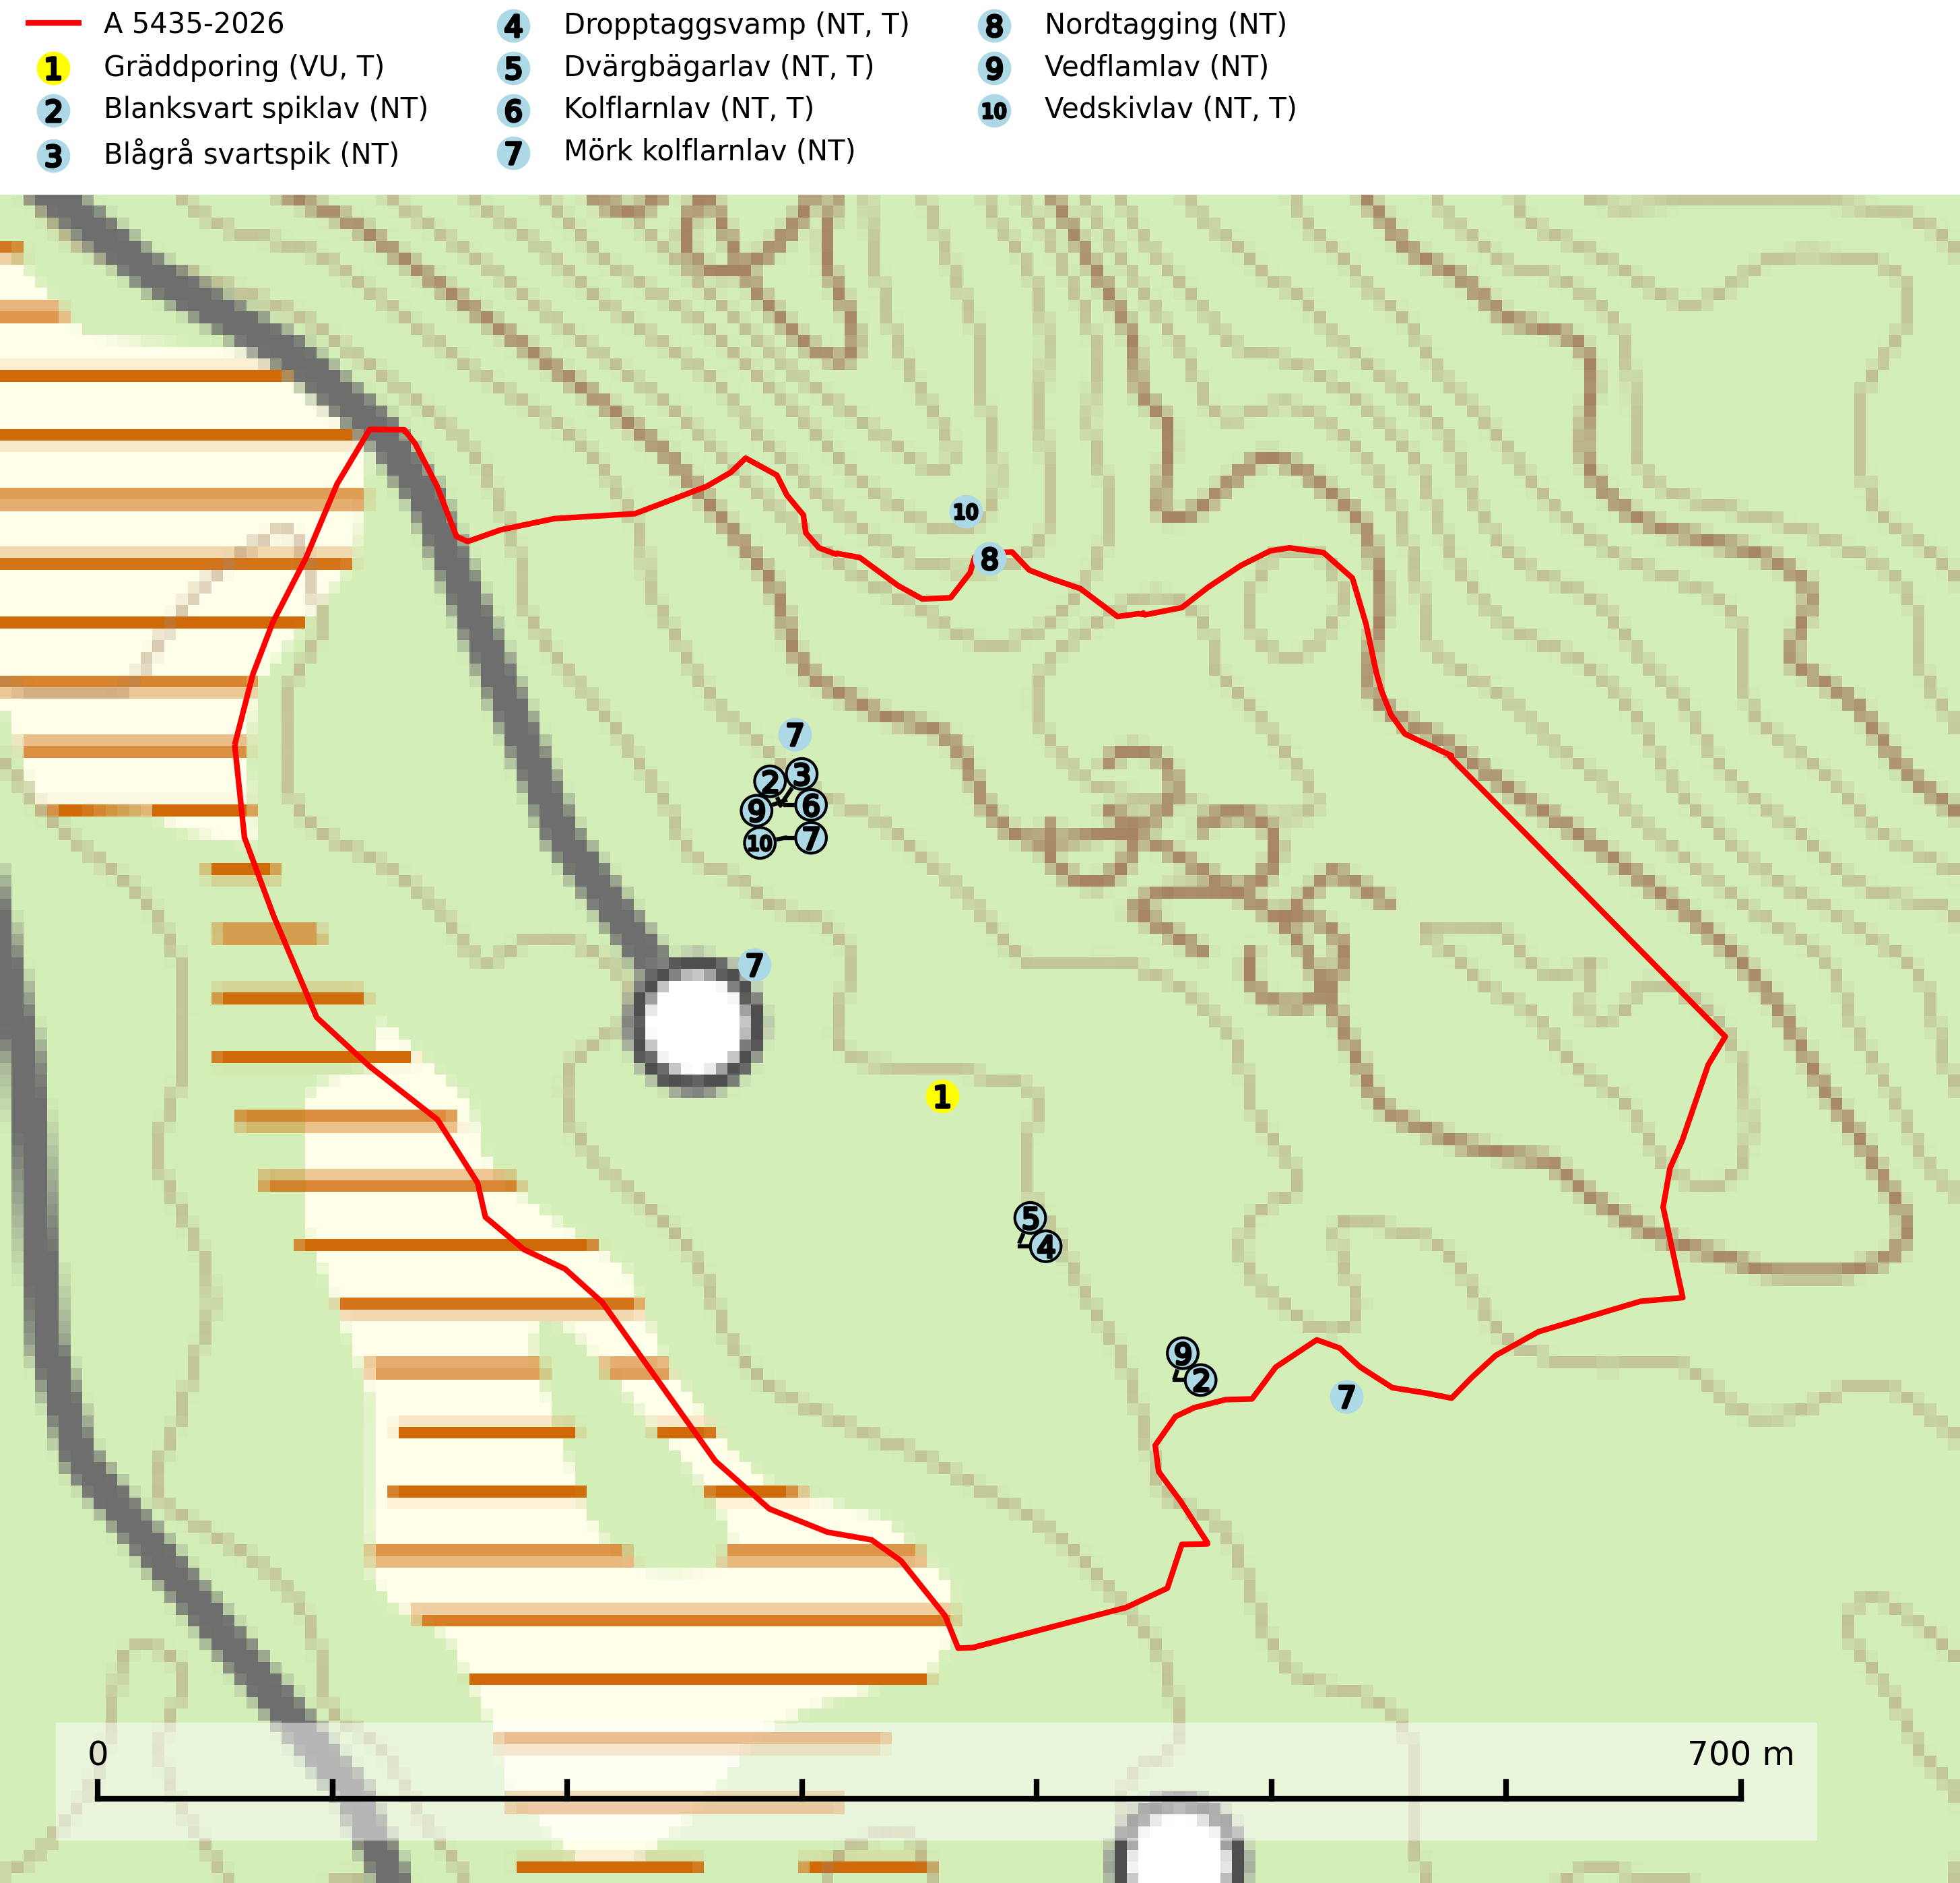 A 5435-2026
1 Gräddporing (VU, T)
2 Blanksvart spiklav (NT)
3 Blågrå svartspik (NT)
4 Dropptaggsvamp (NT, T)
5 Dvärgbägarlav (NT, T)
6 Kolflarnlav (NT, T)
7 Mörk kolflarnlav (NT)
8 Nordtagging (NT)
9 Vedflamlav (NT)
10 Vedskivlav (NT, T)
10
8
7
2 3
9 6
10 7
7
1
5
4
9
2
7
0 700 m